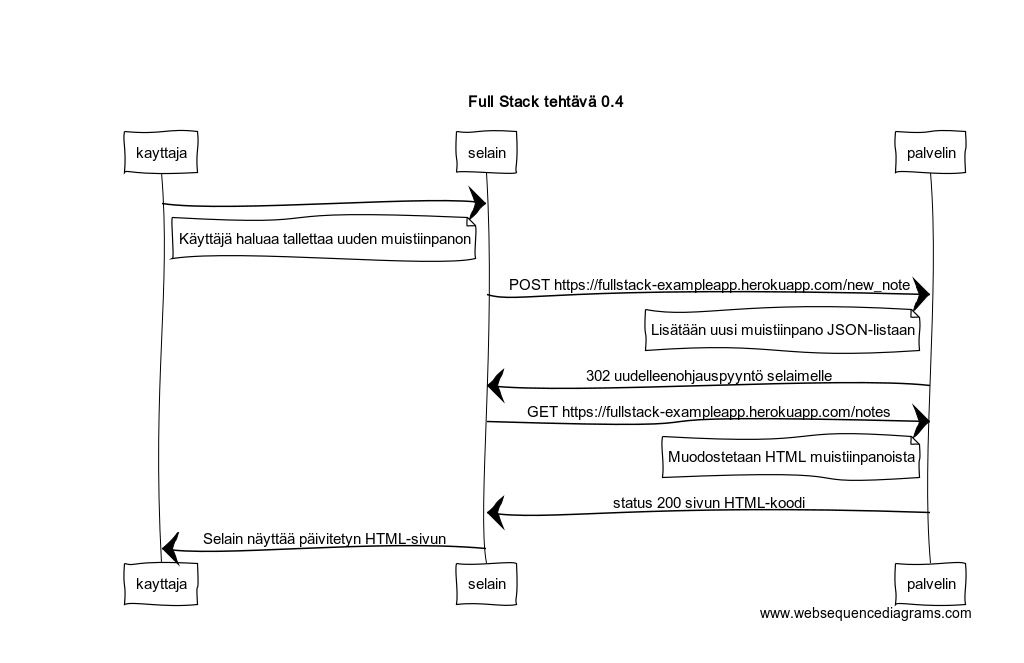 Full Stack tehtävä 0.4
kayttaja
selain
palvelin
Käyttäjä haluaa tallettaa uuden muistiinpanon
POST https://fullstack-exampleapp.herokuapp.com/new_note
Lisätään uusi muistiinpano JSON-listaan
302 uudelleenohjauspyyntö selaimelle
GET https://fullstack-exampleapp.herokuapp.com/notes
Muodostetaan HTML muistiinpanoista
status 200 sivun HTML-koodi
Selain näyttää päivitetyn HTML-sivun
kayttaja
selain
palvelin
www.websequencediagrams.com